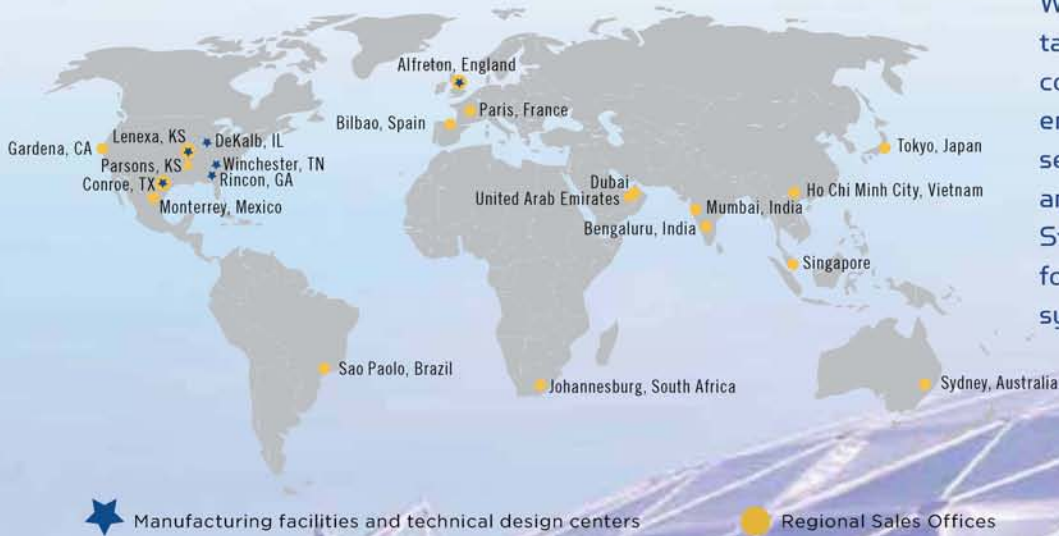 Alfreton, England
Paris, France
Bilbao, Spain
Gardena, CA
Lenexa, KS
DeKalb, IL
Parsons, KS
Winchester, TN
Conroe, TX
Rincon, GA
Monterrey, Mexico
Tokyo, Japan
Dubai
United Arab Emirates
Ho Chi Minh City, Vietnam
Mumbai, India
Bengaluru, India
Singapore
Sao Paolo, Brazil
Johannesburg, South Africa
Sydney, Australia
Manufacturing facilities and technical design centers
Regional Sales Offices